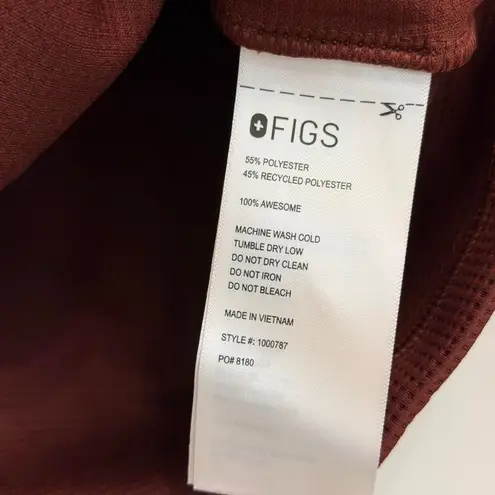 FIGS
55% POLYESTER
45% RECYCLED POLYESTER
100% AWESOME
MACHINE WASH COLD
TUMBLE DRY LOW
DO NOT DRY CLEAN
DO NOT IRON
DO NOT BLEACH
MADE IN VIETNAM
STYLE #: 1000787
PO# 8180